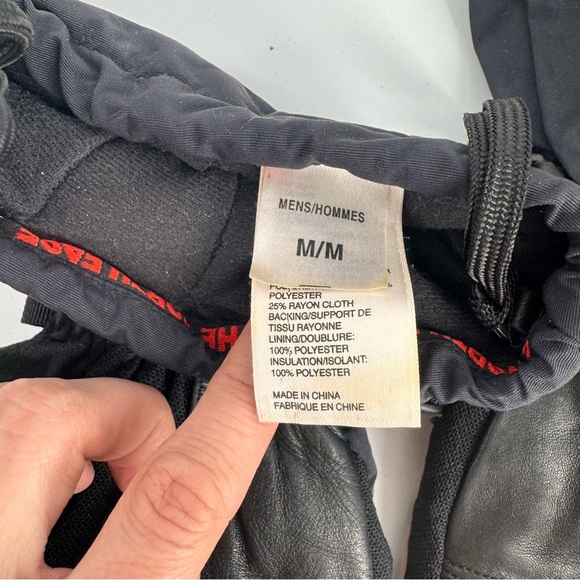 MENS/HOMMES
M/M
POLYESTER
25% RAYON CLOTH
BACKING/SUPPORT DE
TISSU RAYONNE
LINING/DOUBLURE:
100% POLYESTER
INSULATION/ISOLANT:
100% POLYESTER
MADE IN CHINA
FABRIQUE EN CHINE
THE